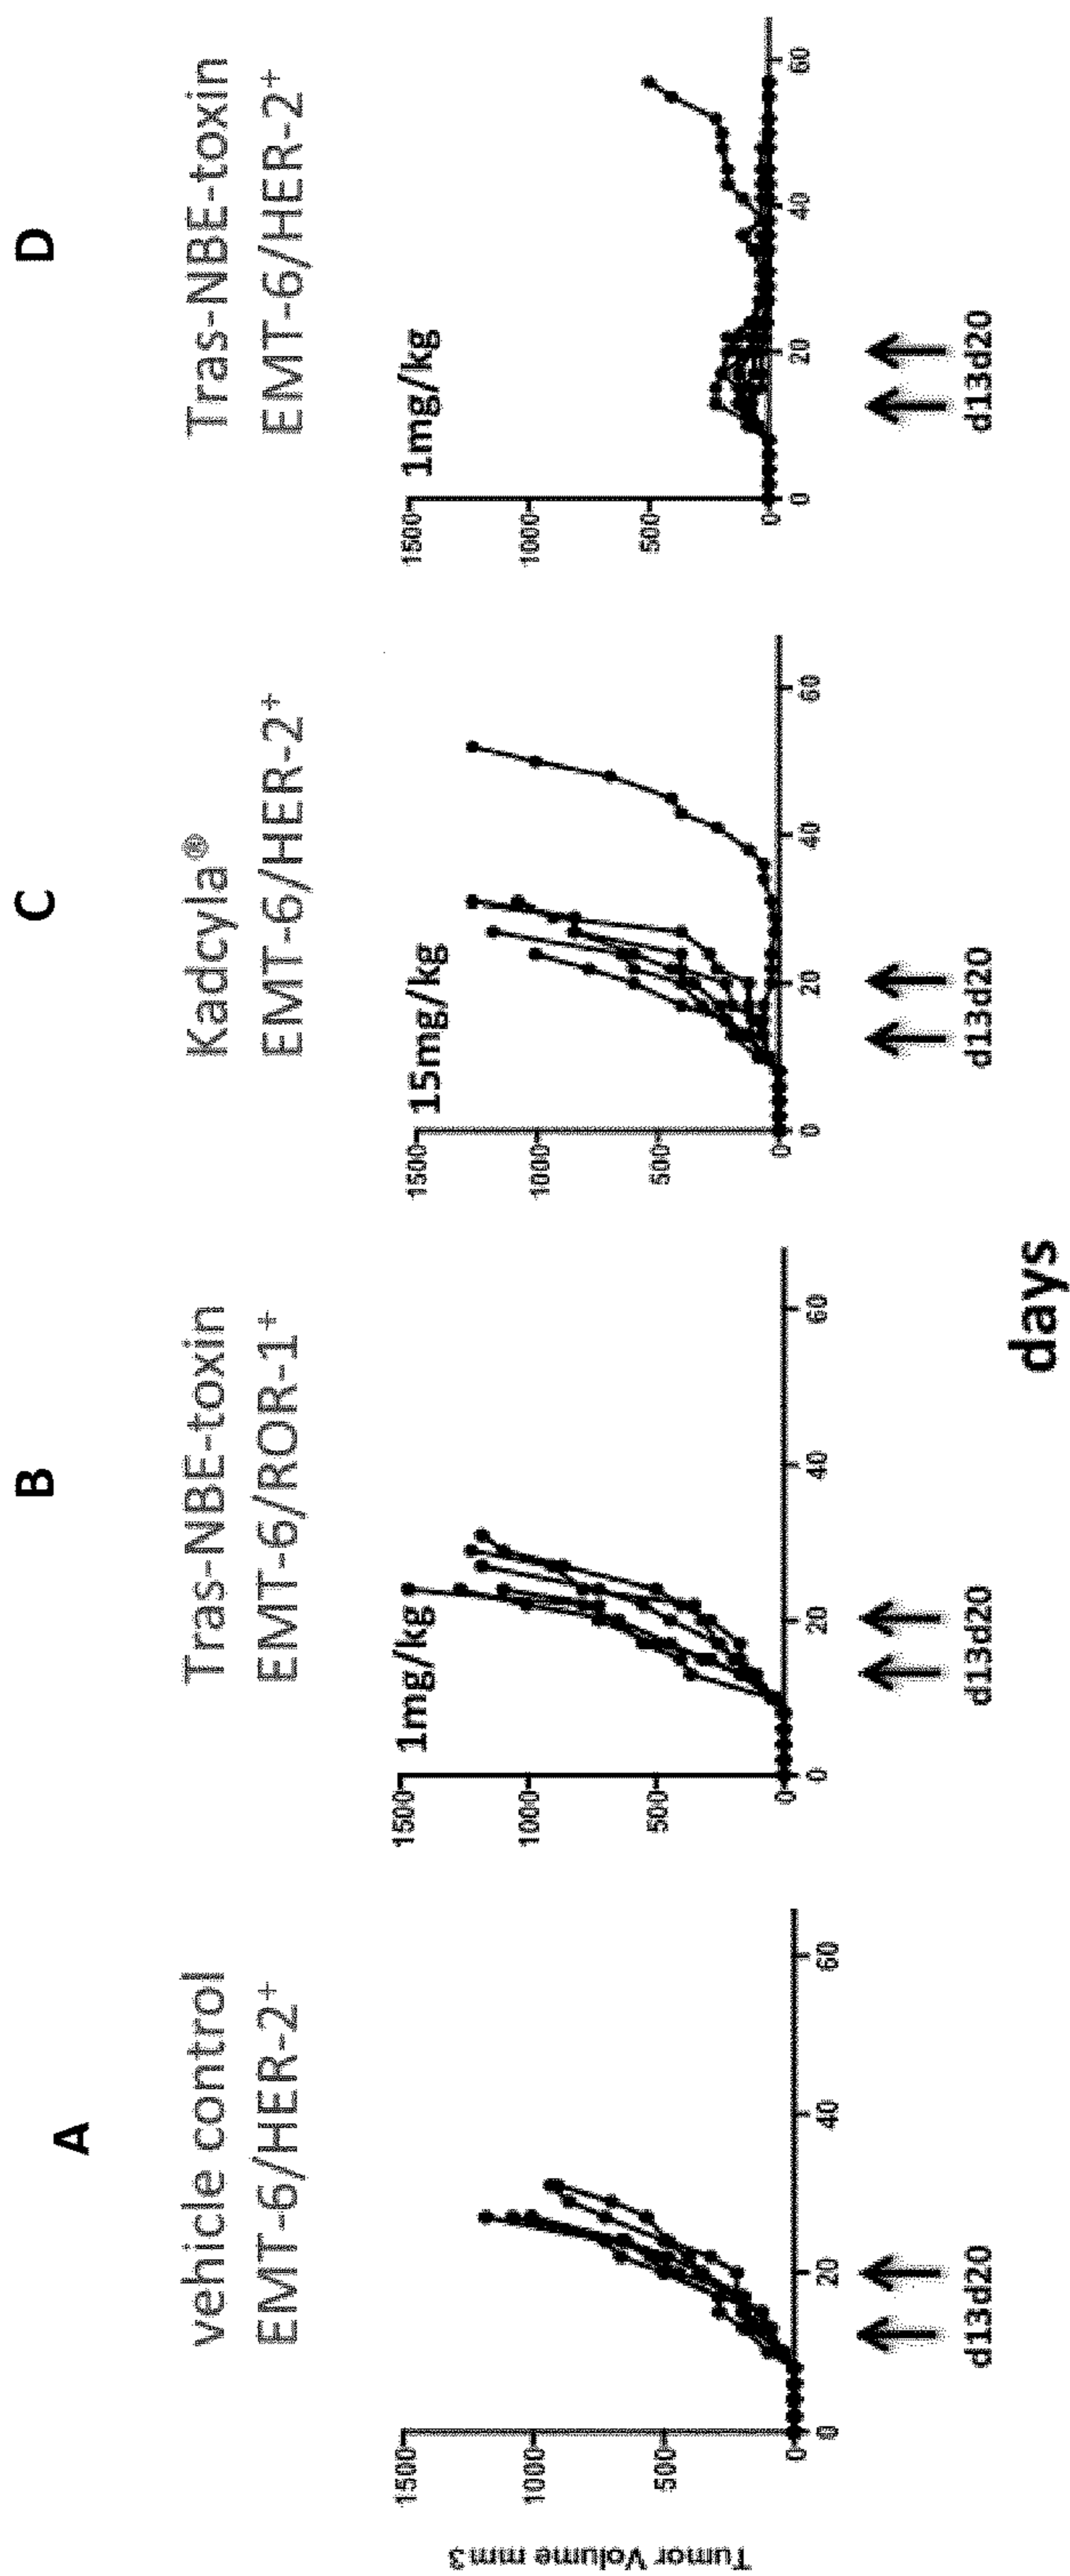 A
vehicle control
EMT-6/HER-2⁺
Tumor Volume mm3
1500
1000
500
0
0
20
40
60
d13d20
B
Tras-NBE-toxin
EMT-6/ROR-1⁺
1mg/kg
1500
1000
500
0
0
20
40
60
d13d20
C
Kadcyla®
EMT-6/HER-2⁺
15mg/kg
1500
1000
500
0
0
20
40
60
d13d20
D
Tras-NBE-toxin
EMT-6/HER-2⁺
1mg/kg
1500
1000
500
0
0
20
40
60
d13d20
days